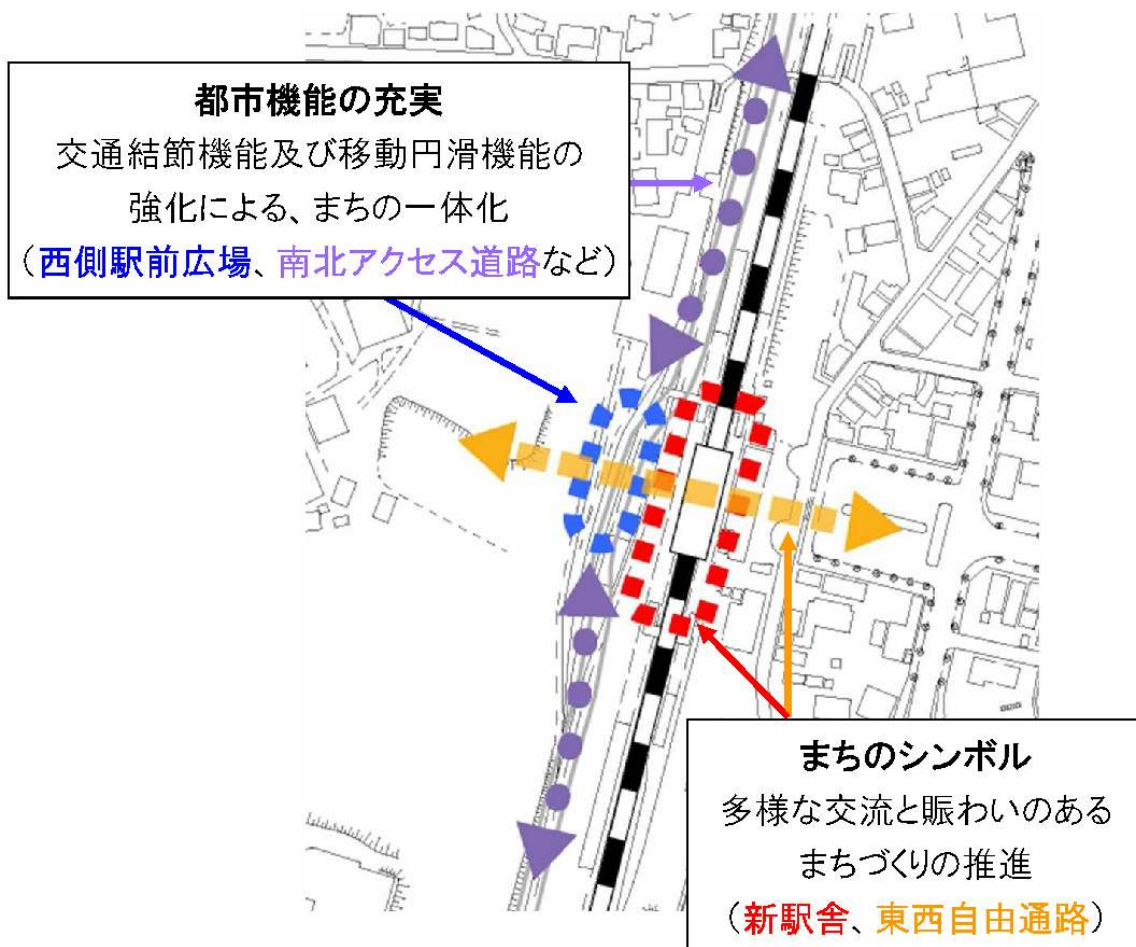 都市機能の充実
交通結節機能及び移動円滑機能の
強化による、まちの一体化
（西側駅前広場、南北アクセス道路など）
まちのシンボル
多様な交流と賑わいのある
まちづくりの推進
（新駅舎、東西自由通路）